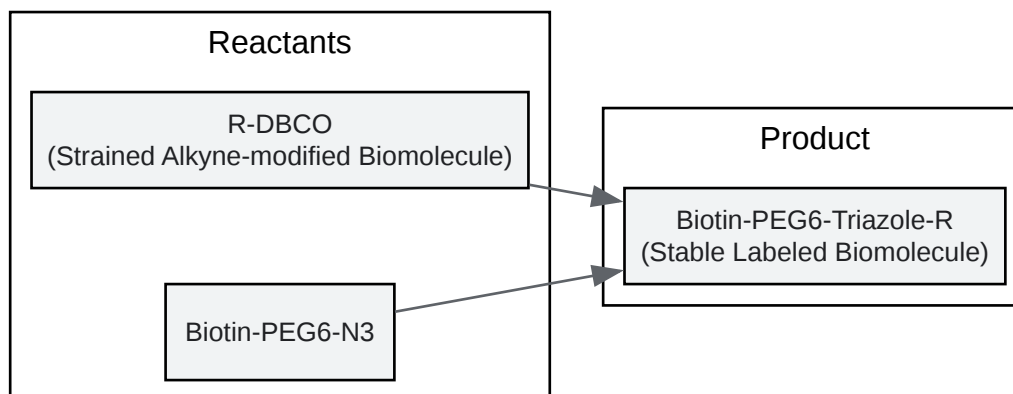 Reactants
R-DBCO
(Strained Alkyne-modified Biomolecule)
Biotin-PEG6-N3
Product
Biotin-PEG6-Triazole-R
(Stable Labeled Biomolecule)